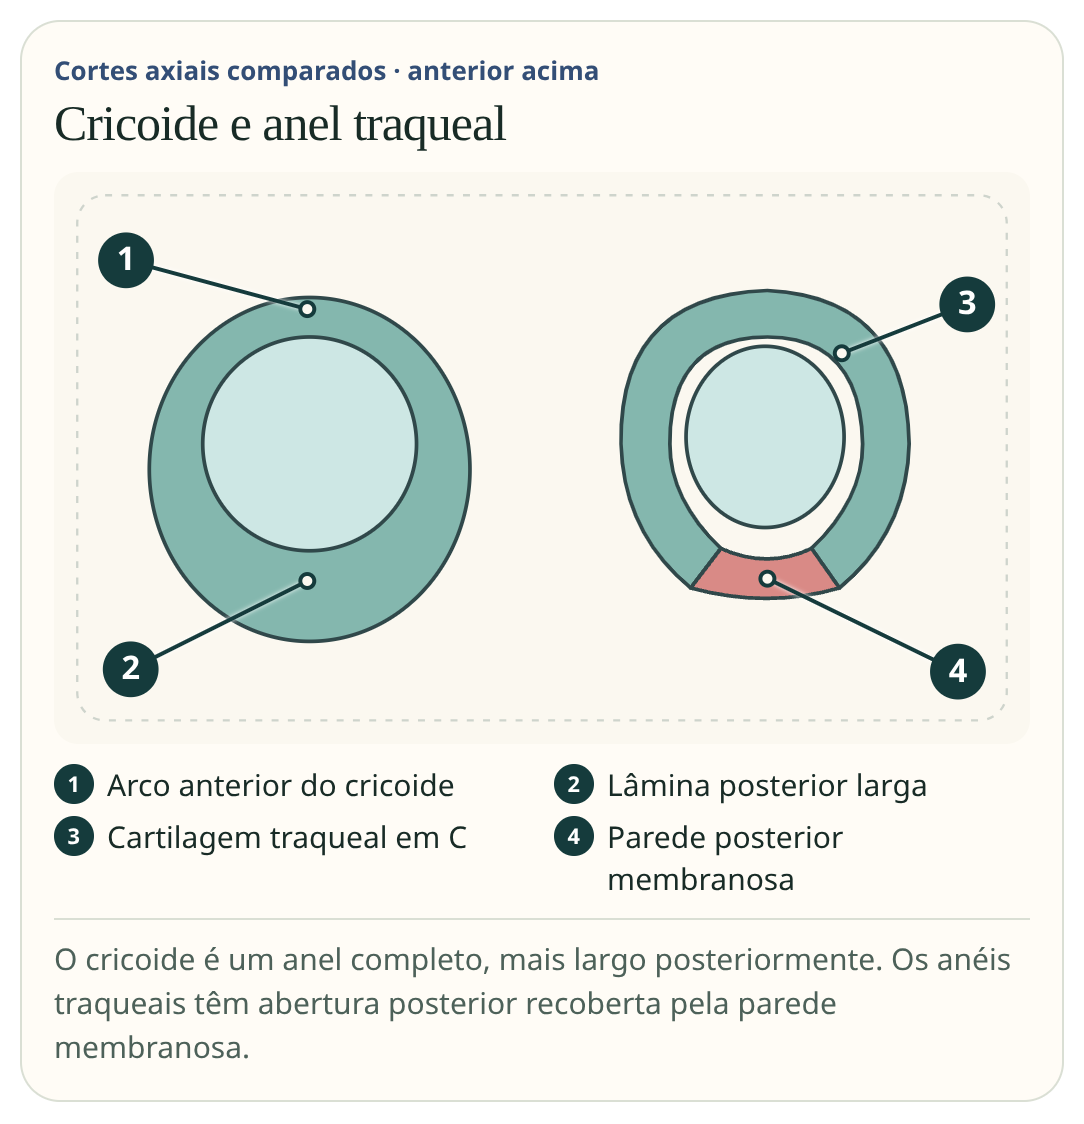 Cortes axiais comparados · anterior acima
Cricoide e anel traqueal
1
3
2
4
1 Arco anterior do cricoide
2 Lâmina posterior larga
3 Cartilagem traqueal em C
4 Parede posterior
membranosa
O cricoide é um anel completo, mais largo posteriormente. Os anéis
traqueais têm abertura posterior recoberta pela parede
membranosa.